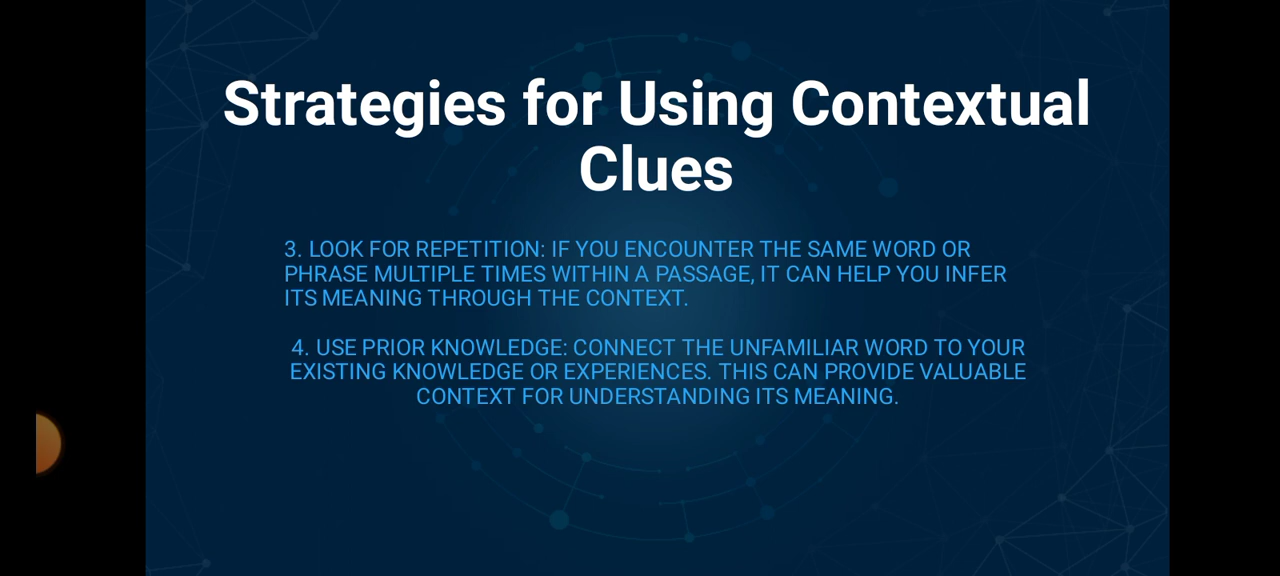 Strategies for Using Contextual
Clues
3. LOOK FOR REPETITION: IF YOU ENCOUNTER THE SAME WORD OR
PHRASE MULTIPLE TIMES WITHIN A PASSAGE, IT CAN HELP YOU INFER
ITS MEANING THROUGH THE CONTEXT.
4. USE PRIOR KNOWLEDGE: CONNECT THE UNFAMILIAR WORD TO YOUR
EXISTING KNOWLEDGE OR EXPERIENCES. THIS CAN PROVIDE VALUABLE
CONTEXT FOR UNDERSTANDING ITS MEANING.